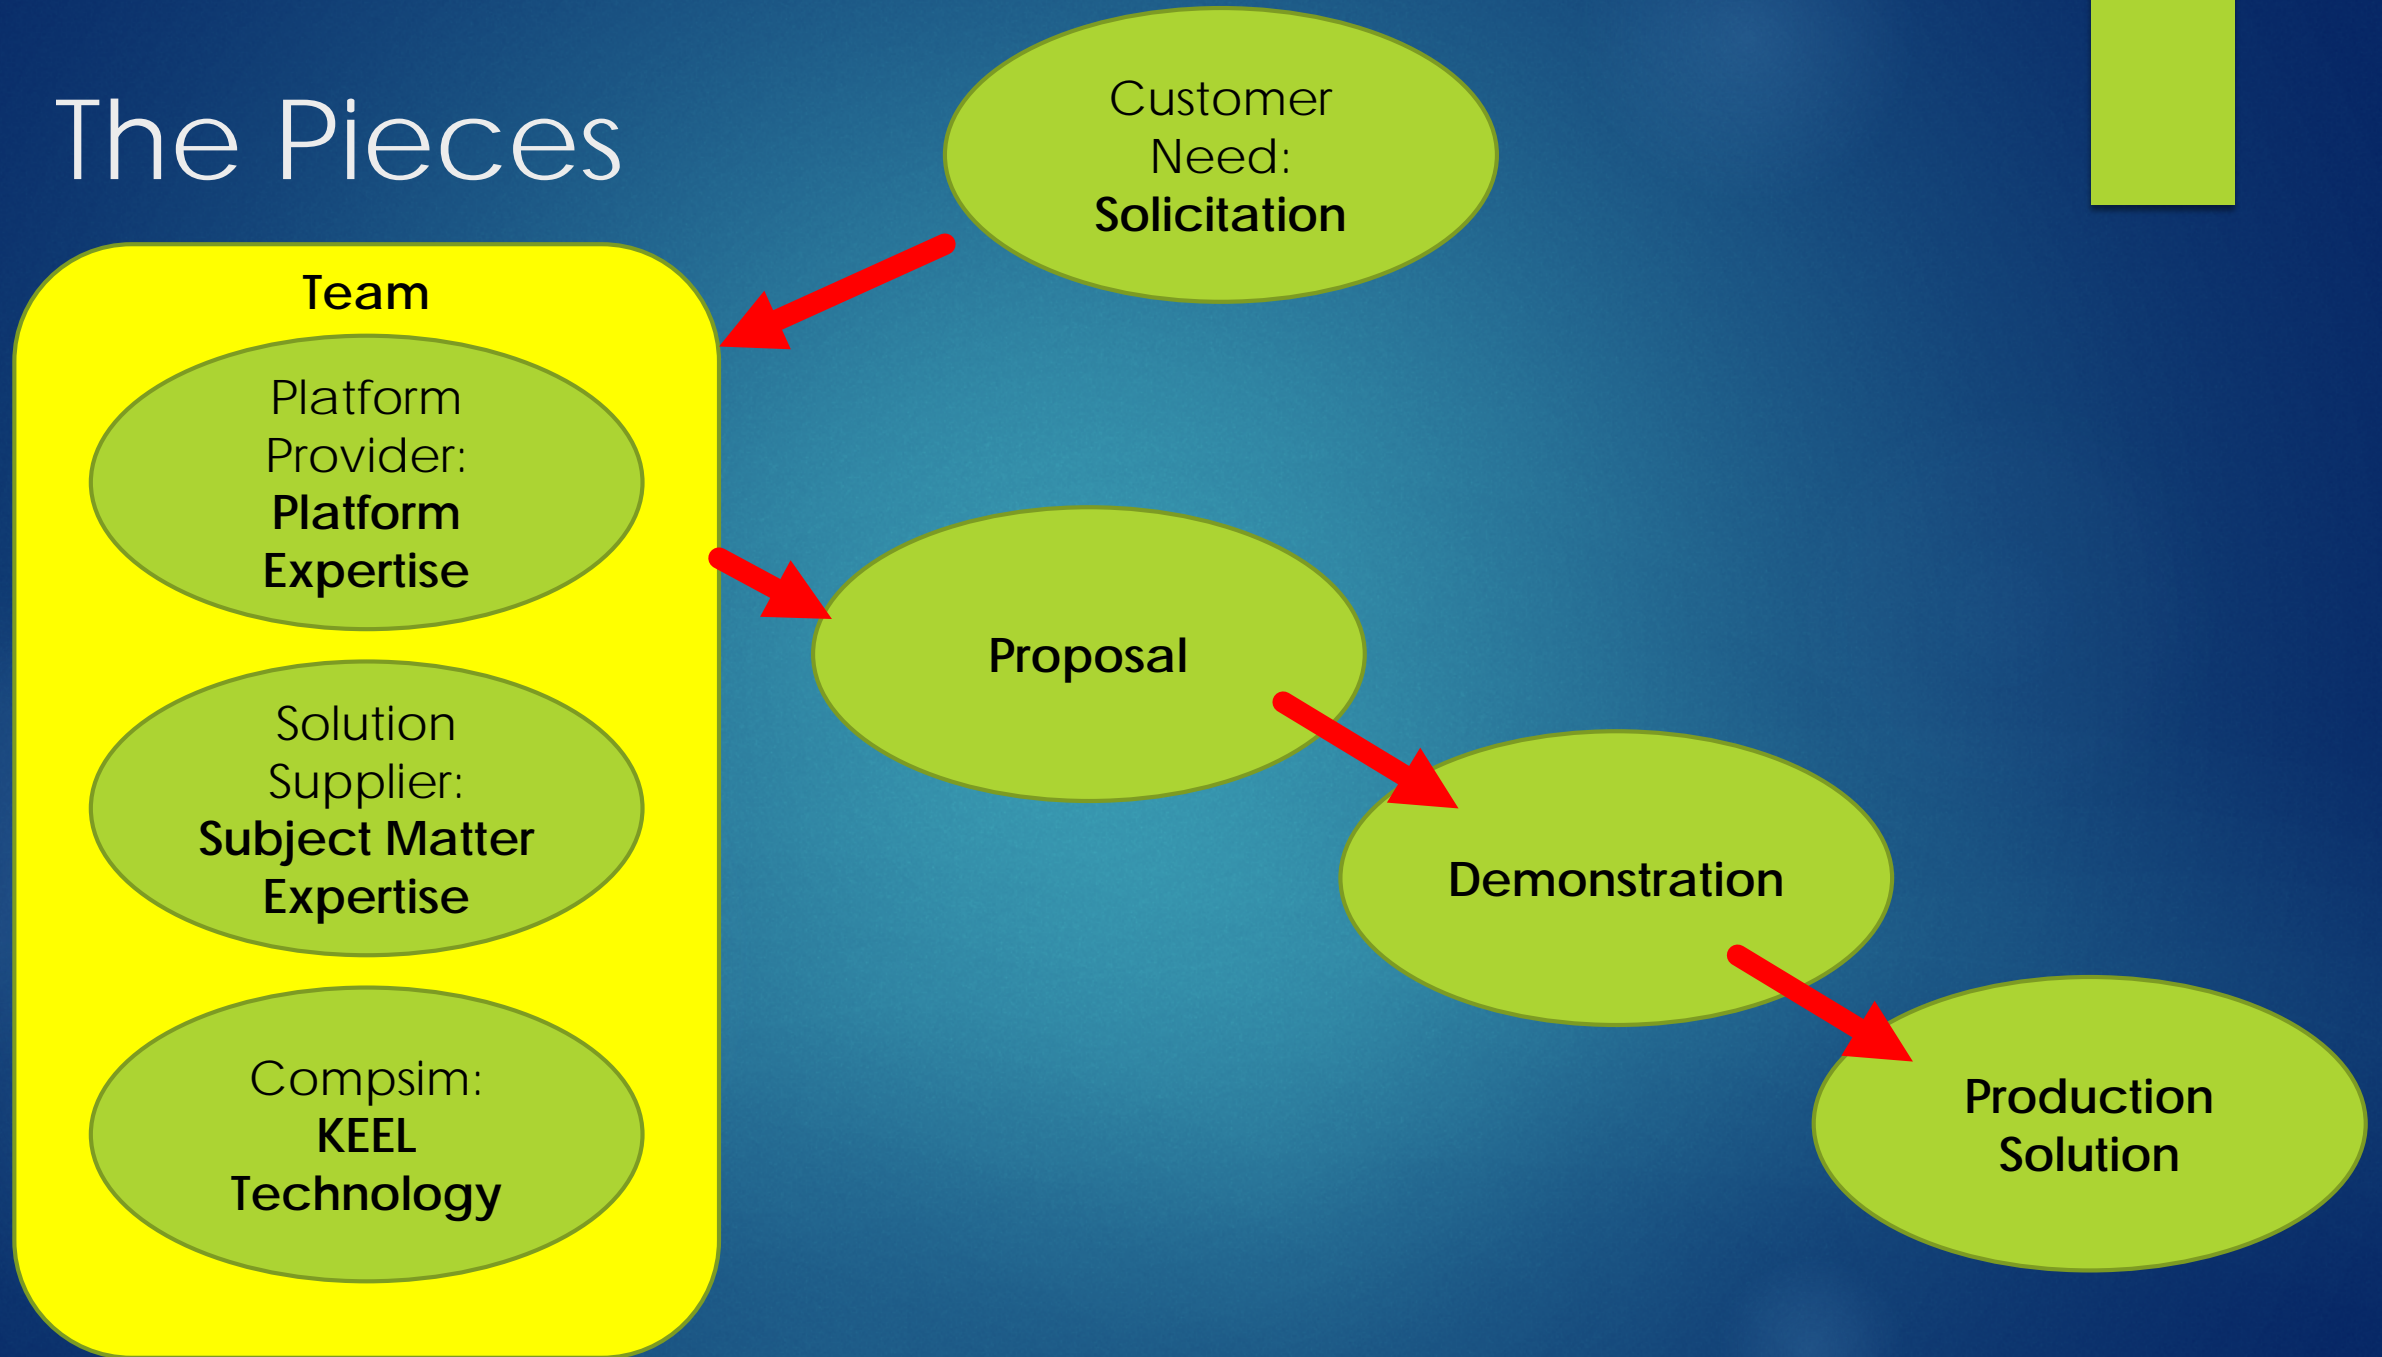 The Pieces
Customer
Need:
Solicitation
Team
Platform
Provider:
Platform
Expertise
Solution
Supplier:
Subject Matter
Expertise
Compsim:
KEEL
Technology
Proposal
Demonstration
Production
Solution